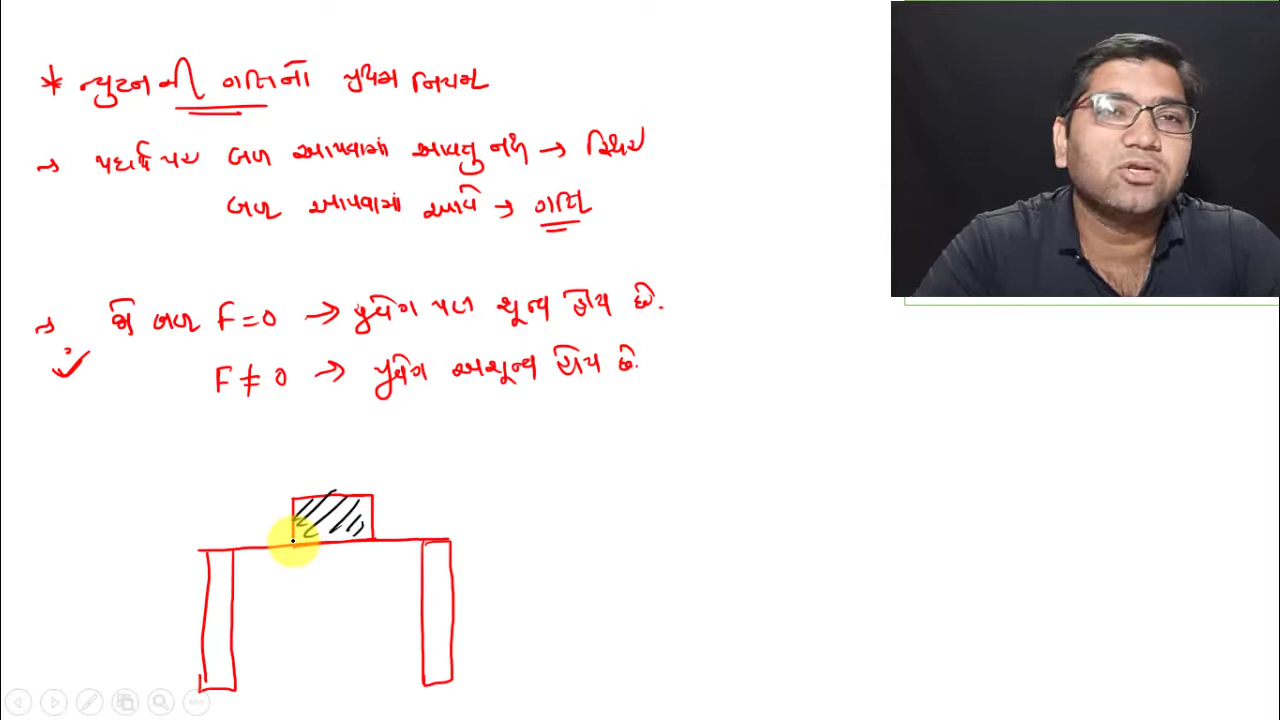 * ન્યુટન ની ગતિનો પ્રથમ નિયમ
→ પદાર્થ પર બળ આપવામાં આવતુ નથી → સ્થિર
બળ આપવામાં આવે → ગતિ
→ જો બળ F=0 → પ્રવેગ પણ શૂન્ય હોય છે.
F≠0 → પ્રવેગ અશૂન્ય હોય છે.